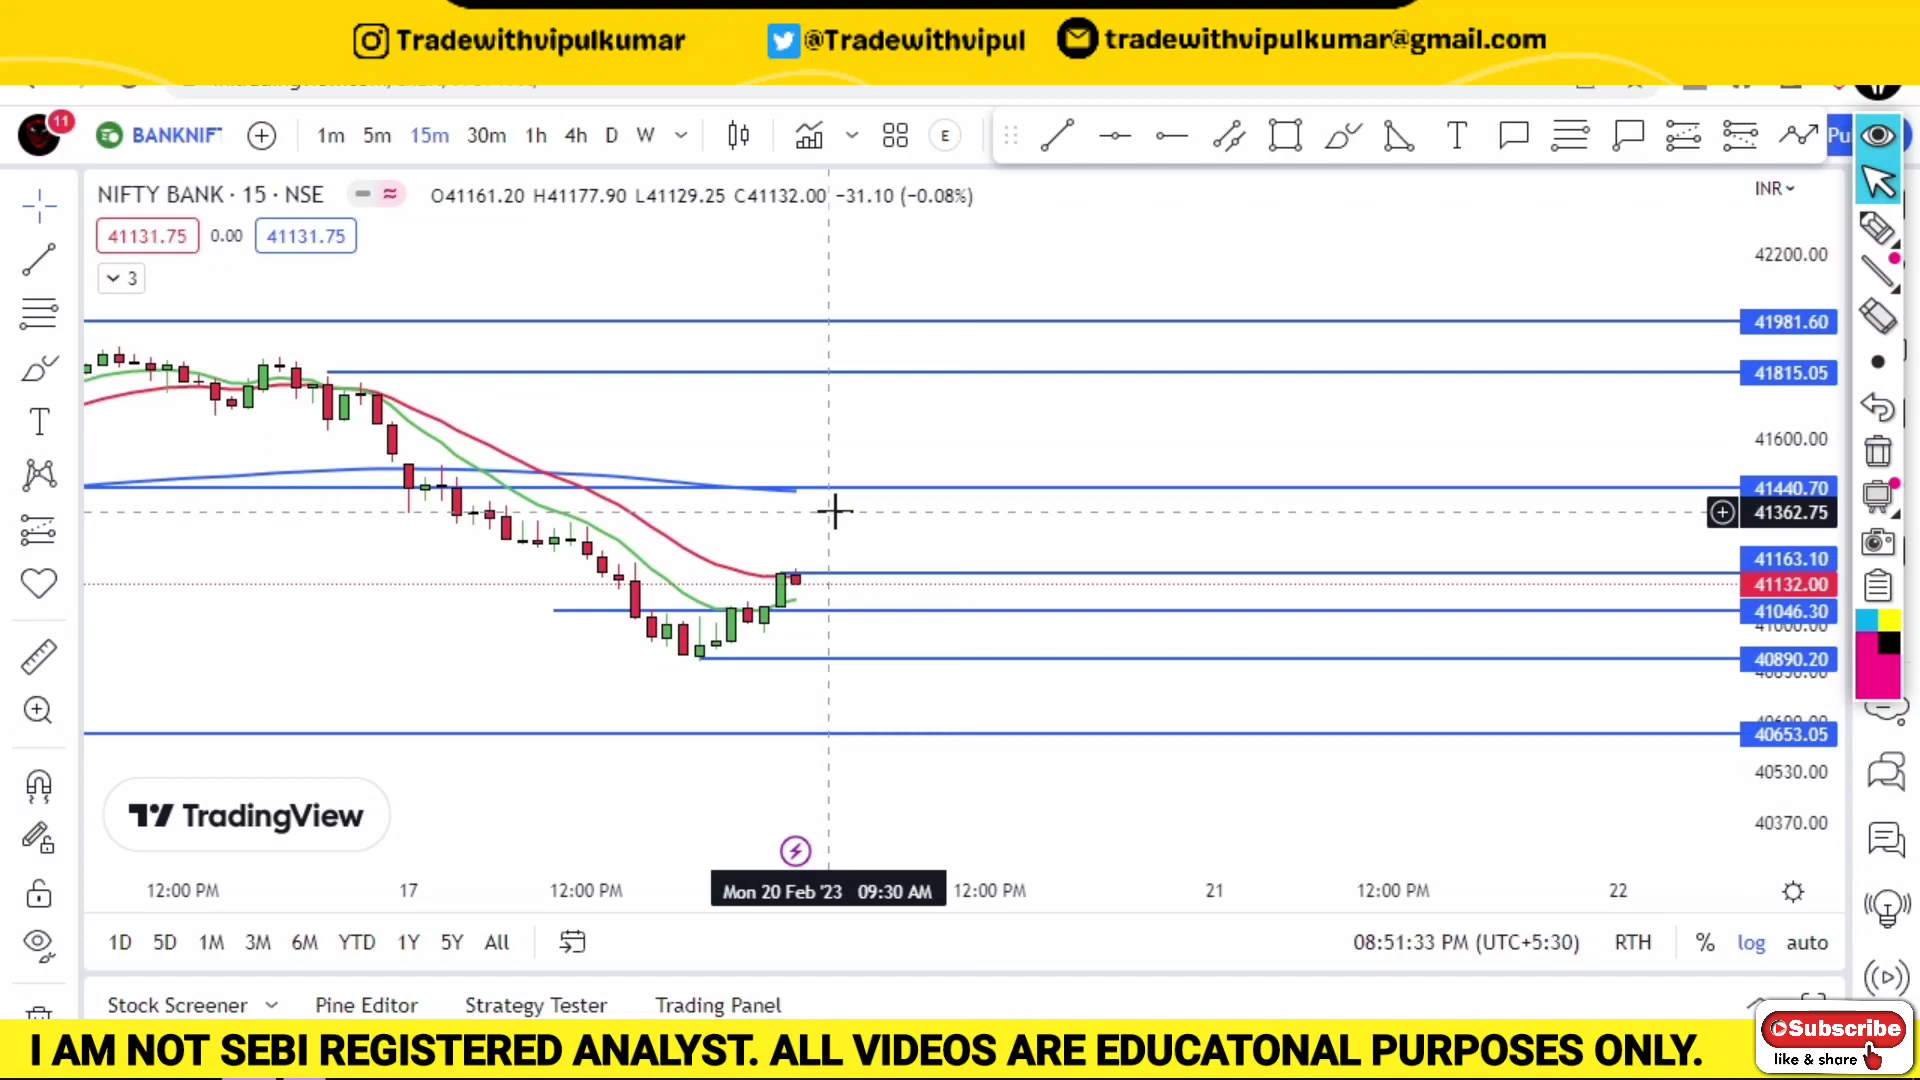 Tradewithvipulkumar @Tradewithvipul tradewithvipulkumar@gmail.com
11 BANKNIF 1m 5m 15m 30m 1h 4h D W E T Pu
NIFTY BANK · 15 · NSE O41161.20 H41177.90 L41129.25 C41132.00 −31.10 (−0.08%) INR
41131.75 0.00 41131.75
3
42200.00
41981.60
41815.05
41600.00
41440.70
41362.75
41163.10
41132.00
41046.30
40890.20
40653.05
40530.00
40370.00
TradingView
12:00 PM 17 12:00 PM Mon 20 Feb '23 09:30 AM 12:00 PM 21 12:00 PM 22
1D 5D 1M 3M 6M YTD 1Y 5Y All 08:51:33 PM (UTC+5:30) RTH % log auto
Stock Screener Pine Editor Strategy Tester Trading Panel
I AM NOT SEBI REGISTERED ANALYST. ALL VIDEOS ARE EDUCATONAL PURPOSES ONLY.
Subscribe
like & share